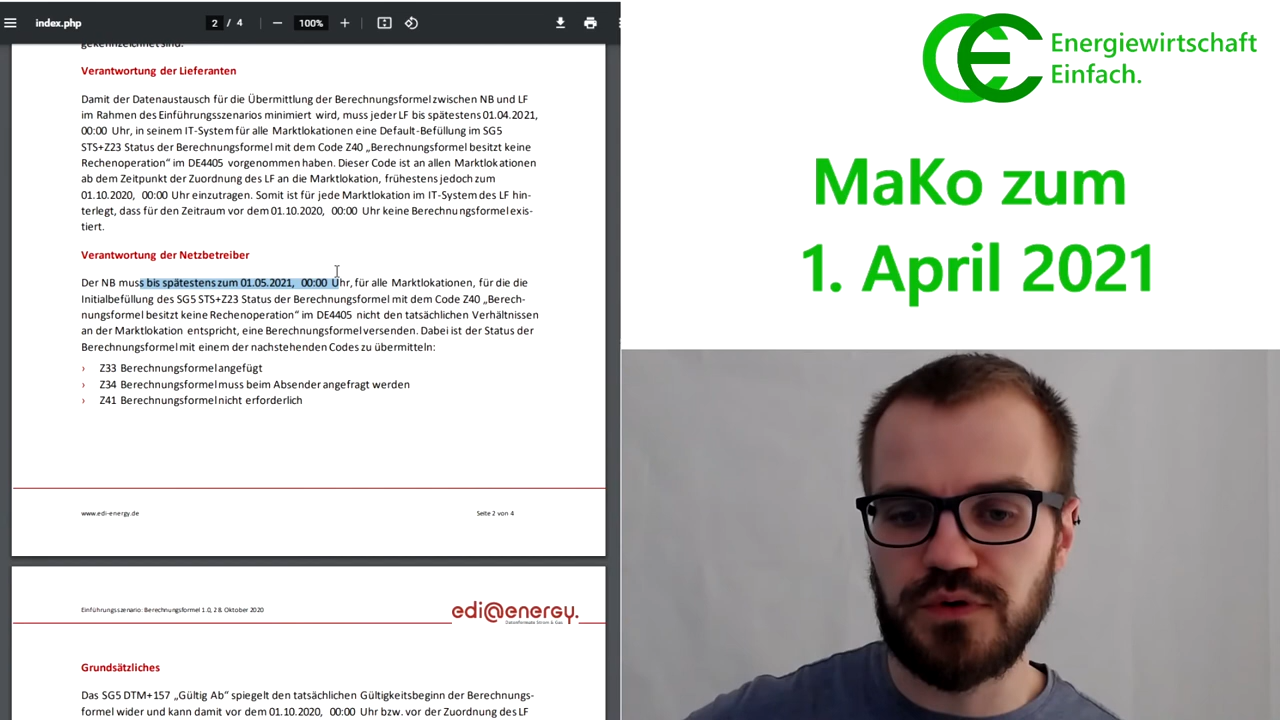 index.php
2 / 4
100%
gekennzeichnet sind.
Verantwortung der Lieferanten
Damit der Datenaustausch für die Übermittlung der Berechnungsformel zwischen NB und LF
im Rahmen des Einführungsszenarios minimiert wird, muss jeder LF bis spätestens 01.04.2021,
00:00 Uhr, in seinem IT-System für alle Marktlokationen eine Default-Befüllung im SG5
STS+Z23 Status der Berechnungsformel mit dem Code Z40 „Berechnungsformel besitzt keine
Rechenoperation“ im DE4405 vorgenommen haben. Dieser Code ist an allen Marktlokationen
ab dem Zeitpunkt der Zuordnung des LF an die Marktlokation, frühestens jedoch zum
01.10.2020, 00:00 Uhr einzutragen. Somit ist für jede Marktlokation im IT-System des LF hin-
terlegt, dass für den Zeitraum vor dem 01.10.2020, 00:00 Uhr keine Berechnungsformel exis-
tiert.
Verantwortung der Netzbetreiber
Der NB muss bis spätestens zum 01.05.2021, 00:00 Uhr, für alle Marktlokationen, für die die
Initialbefüllung des SG5 STS+Z23 Status der Berechnungsformel mit dem Code Z40 „Berech-
nungsformel besitzt keine Rechenoperation“ im DE4405 nicht den tatsächlichen Verhältnissen
an der Marktlokation entspricht, eine Berechnungsformel versenden. Dabei ist der Status der
Berechnungsformel mit einem der nachstehenden Codes zu übermitteln:
› Z33 Berechnungsformel angefügt
› Z34 Berechnungsformel muss beim Absender angefragt werden
› Z41 Berechnungsformel nicht erforderlich
www.edi-energy.de
Seite 2 von 4
Einführungsszenario: Berechnungsformel 1.0, 28. Oktober 2020
edi@energy.
Datenformate Strom & Gas
Grundsätzliches
Das SG5 DTM+157 „Gültig Ab“ spiegelt den tatsächlichen Gültigkeitsbeginn der Berechnungs-
formel wider und kann damit vor dem 01.10.2020, 00:00 Uhr bzw. vor der Zuordnung des LF
Energiewirtschaft
Einfach.
MaKo zum
1. April 2021